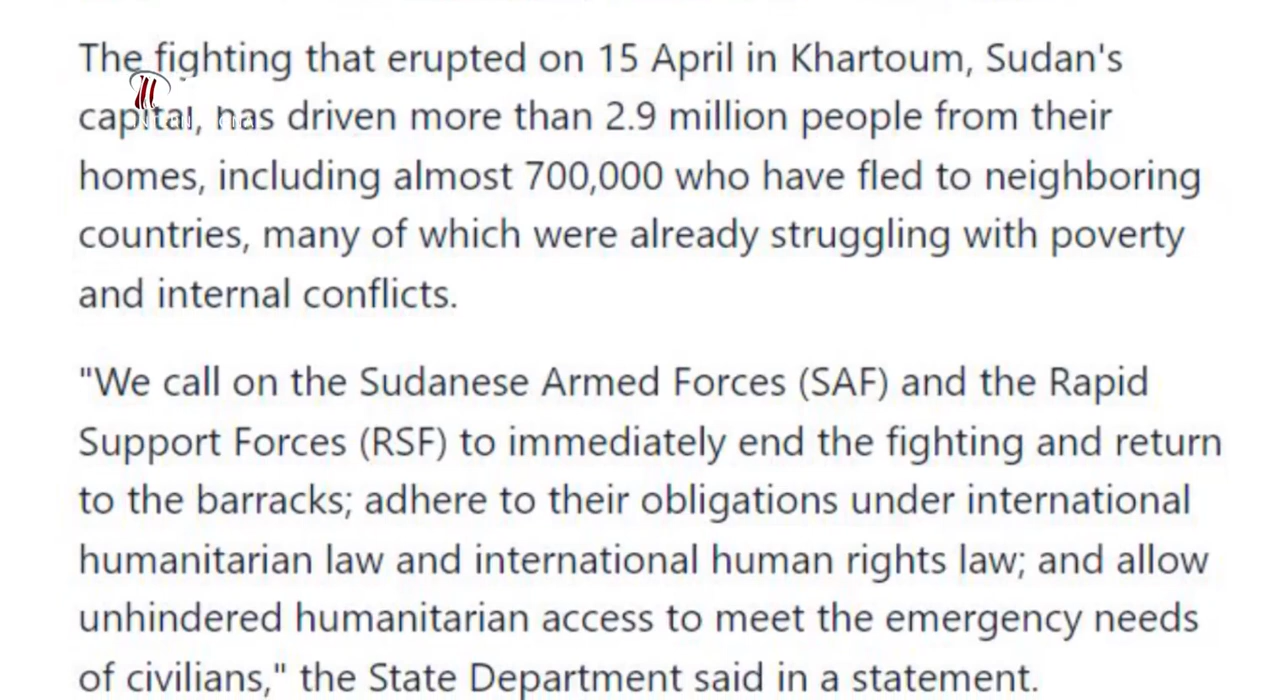 The fighting that erupted on 15 April in Khartoum, Sudan's
capital, has driven more than 2.9 million people from their
homes, including almost 700,000 who have fled to neighboring
countries, many of which were already struggling with poverty
and internal conflicts.
"We call on the Sudanese Armed Forces (SAF) and the Rapid
Support Forces (RSF) to immediately end the fighting and return
to the barracks; adhere to their obligations under international
humanitarian law and international human rights law; and allow
unhindered humanitarian access to meet the emergency needs
of civilians," the State Department said in a statement.